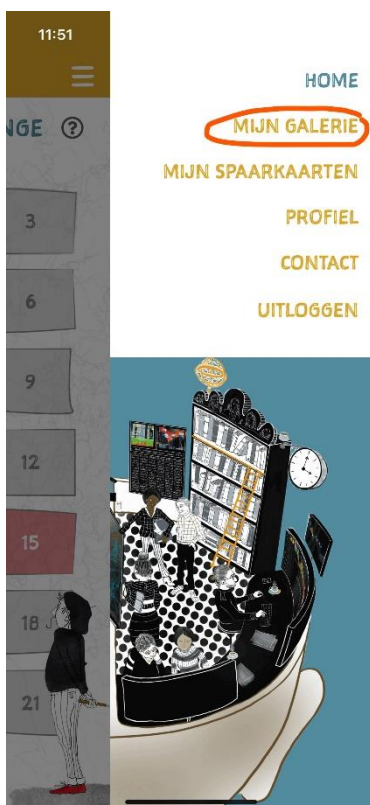 11:51
NGE ?
3
6
9
12
15
18
21
HOME
MIJN GALERIE
MIJN SPAARKAARTEN
PROFIEL
CONTACT
UITLOGGEN